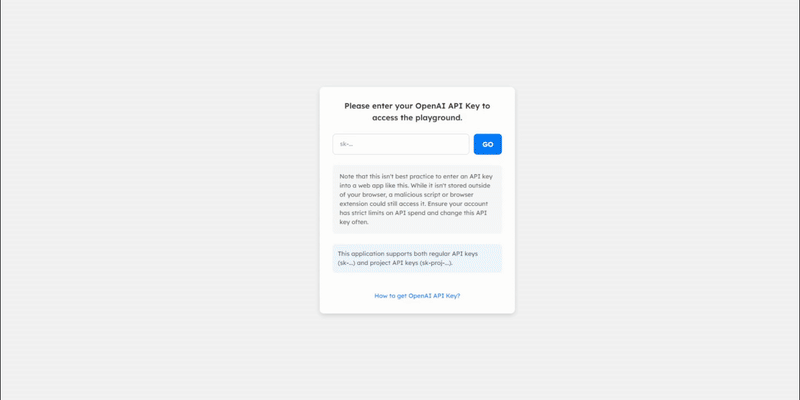 Please enter your OpenAI API Key to
access the playground.
sk-...
GO
Note that this isn't best practice to enter an API key
into a web app like this. While it isn't stored outside
of your browser, a malicious script or browser
extension could still access it. Ensure your account
has strict limits on API spend and change this API
key often.
This application supports both regular API keys
(sk-...) and project API keys (sk-proj-...).
How to get OpenAI API Key?